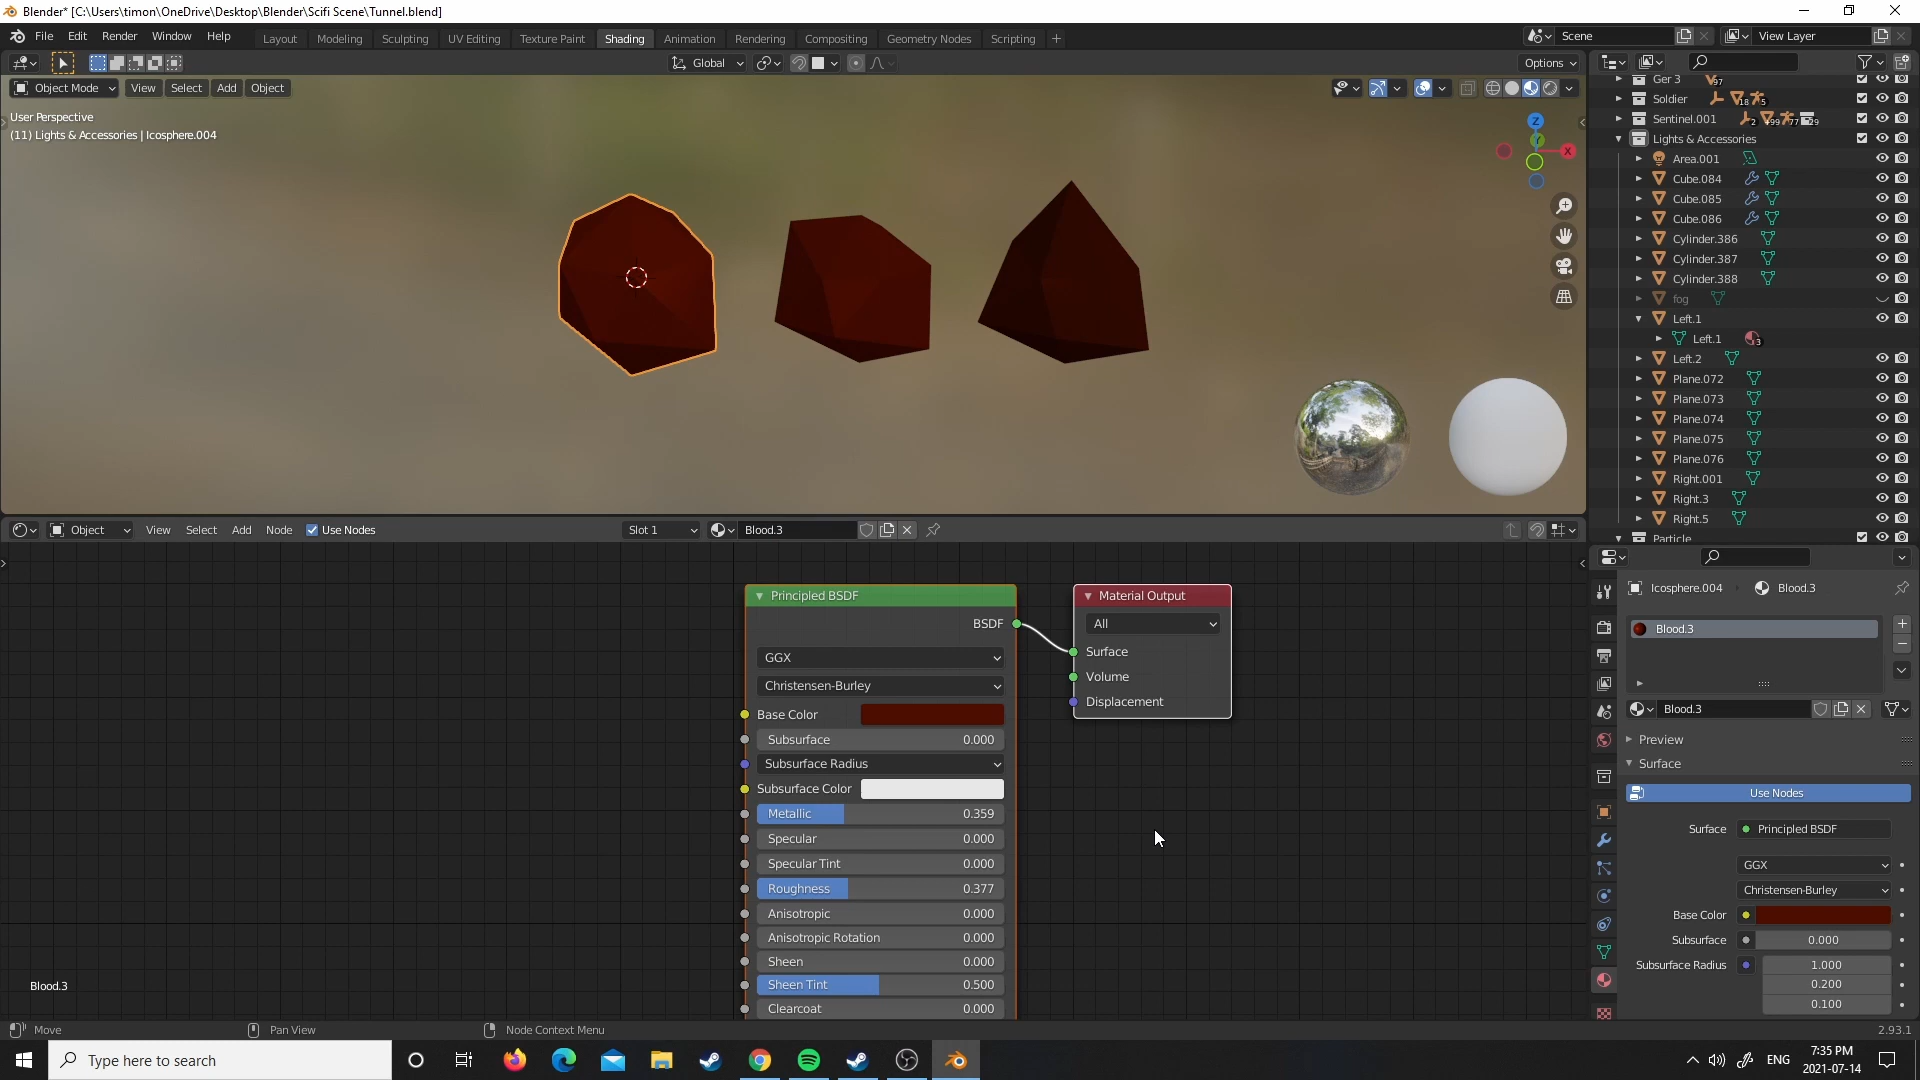 Blender* [C:\Users\timon\OneDrive\Desktop\Blender\Scifi Scene\Tunnel.blend]
File Edit Render Window Help Layout Modeling Sculpting UV Editing Texture Paint Shading Animation Rendering Compositing Geometry Nodes Scripting + Scene View Layer
Global Options
Object Mode View Select Add Object
User Perspective
(11) Lights & Accessories | Icosphere.004
Z
Y
X
Ger 3 97
Soldier 18 5
Sentinel.001 2 +99 77 29
Lights & Accessories
Area.001
Cube.084
Cube.085
Cube.086
Cylinder.386
Cylinder.387
Cylinder.388
fog
Left.1
Left.1 3
Left.2
Plane.072
Plane.073
Plane.074
Plane.075
Plane.076
Right.001
Right.3
Right.5
Particle
Object View Select Add Node Use Nodes Slot 1 Blood.3
Principled BSDF
BSDF
GGX
Christensen-Burley
Base Color
Subsurface 0.000
Subsurface Radius
Subsurface Color
Metallic 0.359
Specular 0.000
Specular Tint 0.000
Roughness 0.377
Anisotropic 0.000
Anisotropic Rotation 0.000
Sheen 0.000
Sheen Tint 0.500
Clearcoat 0.000
Material Output
All
Surface
Volume
Displacement
Blood.3
Icosphere.004 Blood.3
Blood.3
Blood.3
Preview
Surface
Use Nodes
Surface Principled BSDF
GGX
Christensen-Burley
Base Color
Subsurface 0.000
Subsurface Radius 1.000
0.200
0.100
Move Pan View Node Context Menu 2.93.1
Type here to search
ENG
7:35 PM
2021-07-14